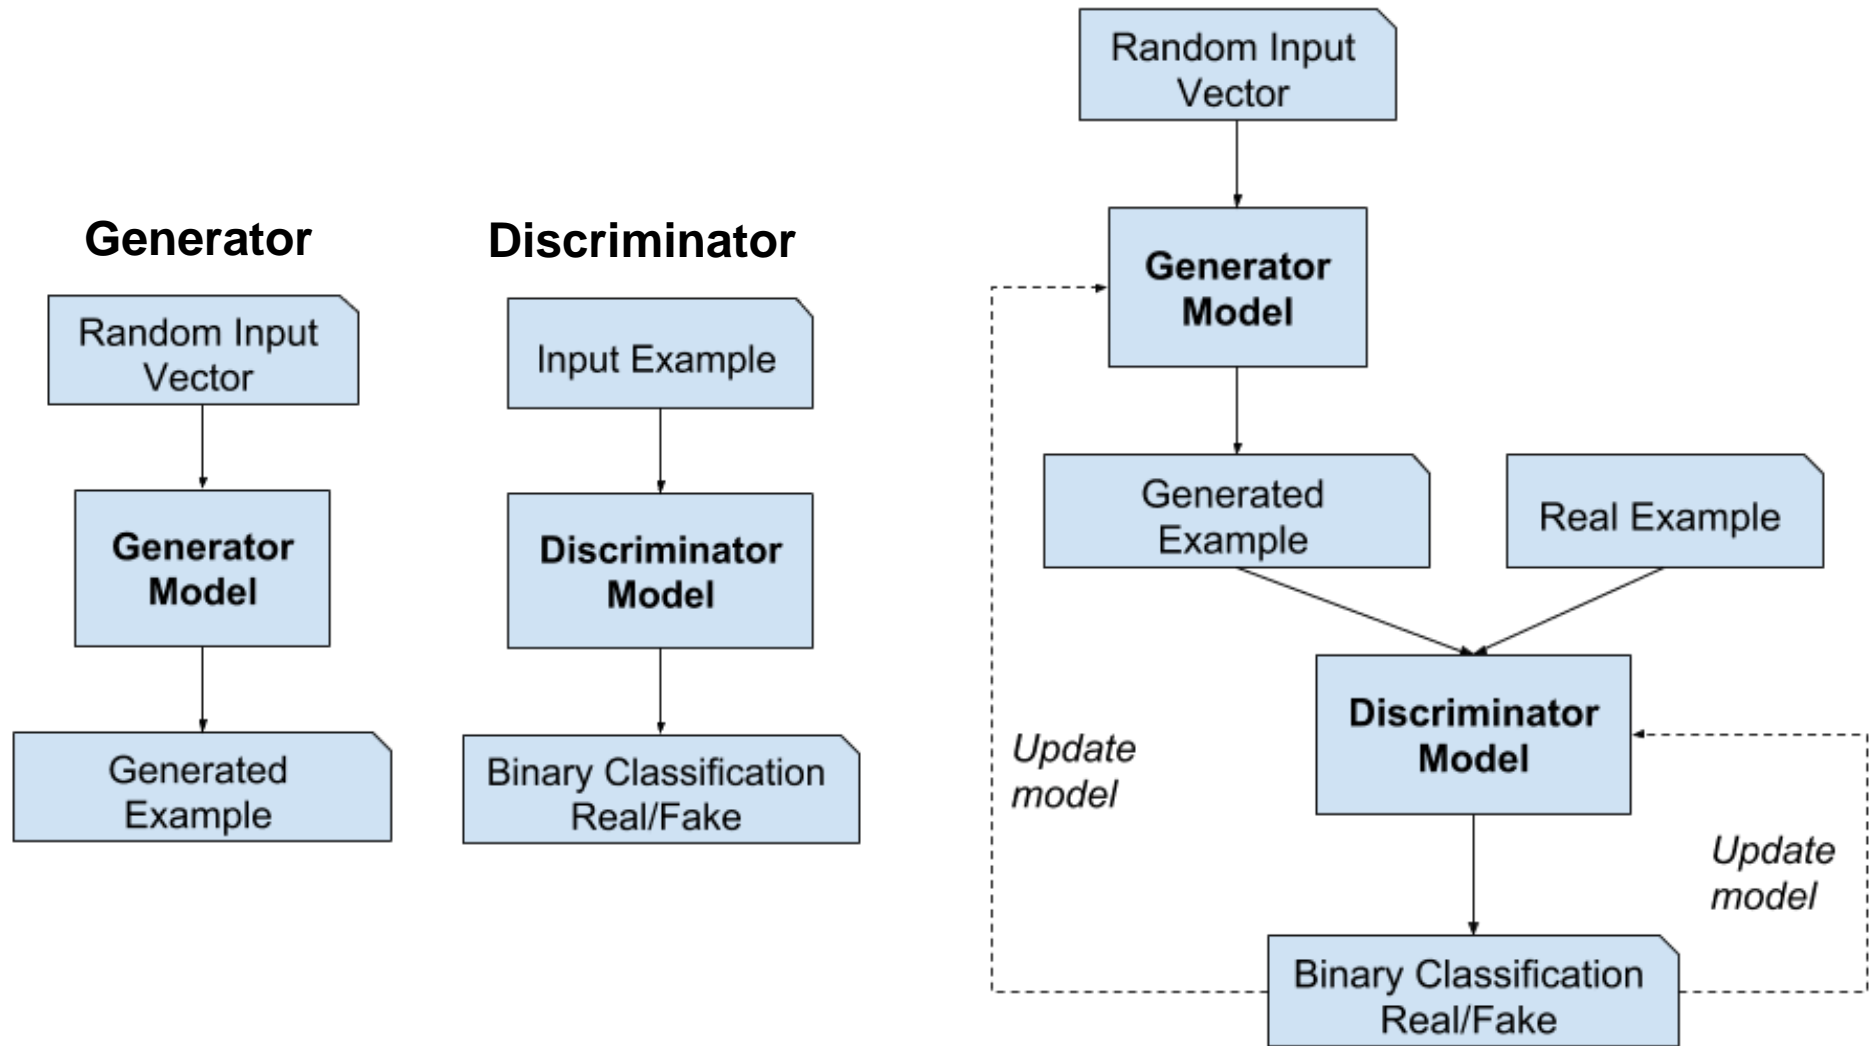 Generator
Random Input
Vector
Generator
Model
Generated
Example
Discriminator
Input Example
Discriminator
Model
Binary Classification
Real/Fake
Random Input
Vector
Generator
Model
Generated
Example
Real Example
Discriminator
Model
Update
model
Update
model
Binary Classification
Real/Fake